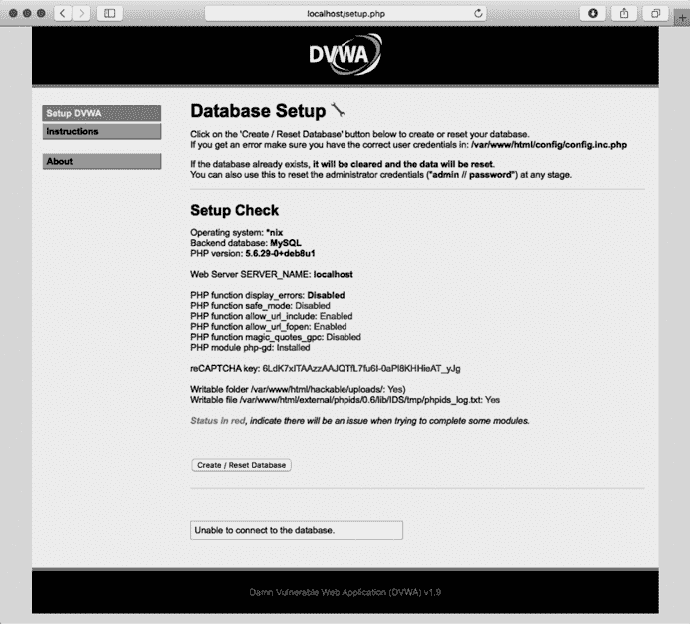 localhost/setup.php
DVWA
Setup DVWA
Instructions
About
Database Setup
Click on the 'Create / Reset Database' button below to create or reset your database.
If you get an error make sure you have the correct user credentials in: /var/www/html/config/config.inc.php
If the database already exists, it will be cleared and the data will be reset.
You can also use this to reset the administrator credentials ("admin // password") at any stage.
Setup Check
Operating system: *nix
Backend database: MySQL
PHP version: 5.6.29-0+deb8u1
Web Server SERVER_NAME: localhost
PHP function display_errors: Disabled
PHP function safe_mode: Disabled
PHP function allow_url_include: Enabled
PHP function allow_url_fopen: Enabled
PHP function magic_quotes_gpc: Disabled
PHP module php-gd: Installed
reCAPTCHA key:
Writable folder /var/www/html/hackable/uploads/: Yes)
Writable file /var/www/html/external/phpids/0.6/lib/IDS/tmp/phpids_log.txt: Yes
Status in red, indicate there will be an issue when trying to complete some modules.
Create / Reset Database
Unable to connect to the database.
Damn Vulnerable Web Application (DVWA) v1.9